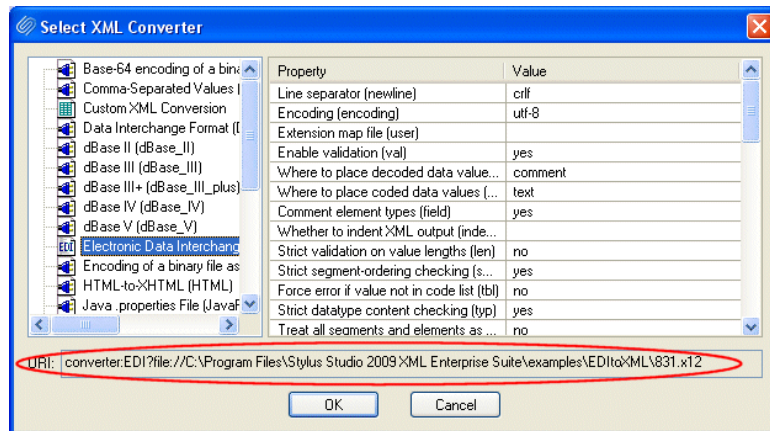 Select XML Converter
Base-64 encoding of a bina
Comma-Separated Values (
Custom XML Conversion
Data Interchange Format (D
dBase II (dBase_II)
dBase III (dBase_III)
dBase III+ (dBase_III_plus)
dBase IV (dBase_IV)
dBase V (dBase_V)
EDI Electronic Data Interchang
Encoding of a binary file as
HTML-to-XHTML (HTML)
Java .properties File (JavaF
Property Value
Line separator (newline) crlf
Encoding (encoding) utf-8
Extension map file (user)
Enable validation (val) yes
Where to place decoded data value... comment
Where to place coded data values (... text
Comment element types (field) yes
Whether to indent XML output (inde...
Strict validation on value lengths (len) no
Strict segment-ordering checking (s... yes
Force error if value not in code list (tbl) no
Strict datatype content checking (typ) yes
Treat all segments and elements as ... no
URI: converter:EDI?file://C:\Program Files\Stylus Studio 2009 XML Enterprise Suite\examples\EDItoXML\831.x12
OK Cancel